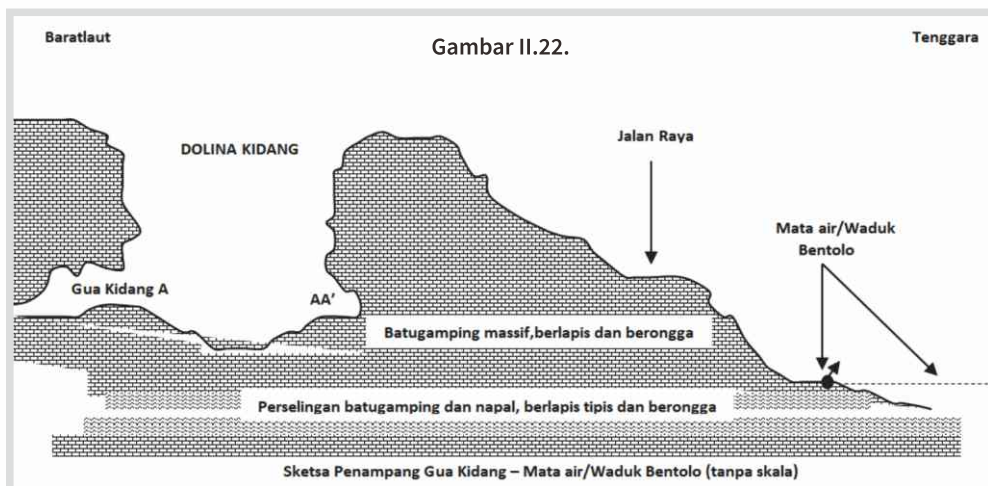 Baratlaut
Gambar II.22.
Tenggara
DOLINA KIDANG
Jalan Raya
Mata air/Waduk
Bentolo
Gua Kidang A
AA'
Batugamping massif,berlapis dan berongga
Perselingan batugamping dan napal, berlapis tipis dan berongga
Sketsa Penampang Gua Kidang – Mata air/Waduk Bentolo (tanpa skala)